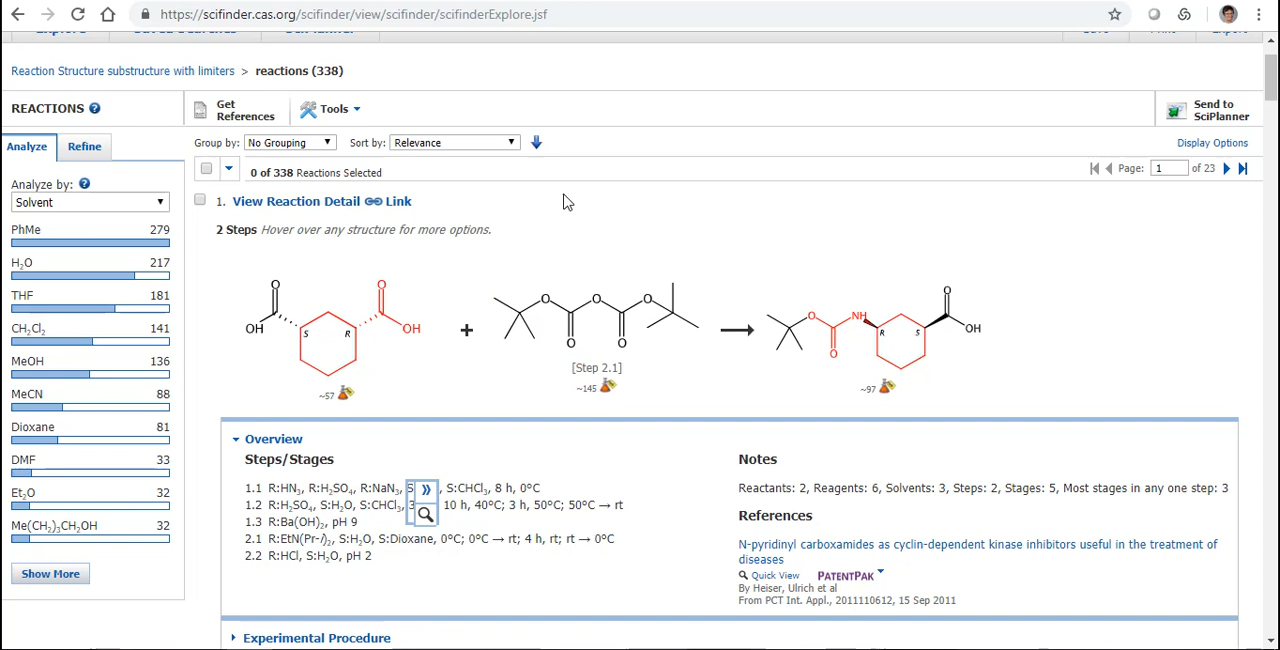 https://scifinder.cas.org/scifinder/view/scifinder/scifinderExplore.jsf
Reaction Structure substructure with limiters > reactions (338)
REACTIONS ?
Get References
Tools
Send to SciPlanner
Analyze Refine
Group by: No Grouping Sort by: Relevance
Display Options
0 of 338 Reactions Selected
Page: 1 of 23
Analyze by: ?
Solvent
PhMe 279
H₂O 217
THF 181
CH₂Cl₂ 141
MeOH 136
MeCN 88
Dioxane 81
DMF 33
Et₂O 32
Me(CH₂)₃CH₂OH 32
Show More
1. View Reaction Detail Link
2 Steps Hover over any structure for more options.
O O
OH S R OH
~57
+
O O O
O O
[Step 2.1]
~145
O NH O
O R S OH
~97
Overview
Steps/Stages
1.1 R:HN₃, R:H₂SO₄, R:NaN₃, S , S:CHCl₃, 8 h, 0°C
1.2 R:H₂SO₄, S:H₂O, S:CHCl₃, 3 10 h, 40°C; 3 h, 50°C; 50°C → rt
1.3 R:Ba(OH)₂, pH 9
2.1 R:EtN(Pr-i)₂, S:H₂O, S:Dioxane, 0°C; 0°C → rt; 4 h, rt; rt → 0°C
2.2 R:HCl, S:H₂O, pH 2
Notes
Reactants: 2, Reagents: 6, Solvents: 3, Steps: 2, Stages: 5, Most stages in any one step: 3
References
N-pyridinyl carboxamides as cyclin-dependent kinase inhibitors useful in the treatment of
diseases
Quick View PATENTPAK
By Heiser, Ulrich et al
From PCT Int. Appl., 2011110612, 15 Sep 2011
Experimental Procedure